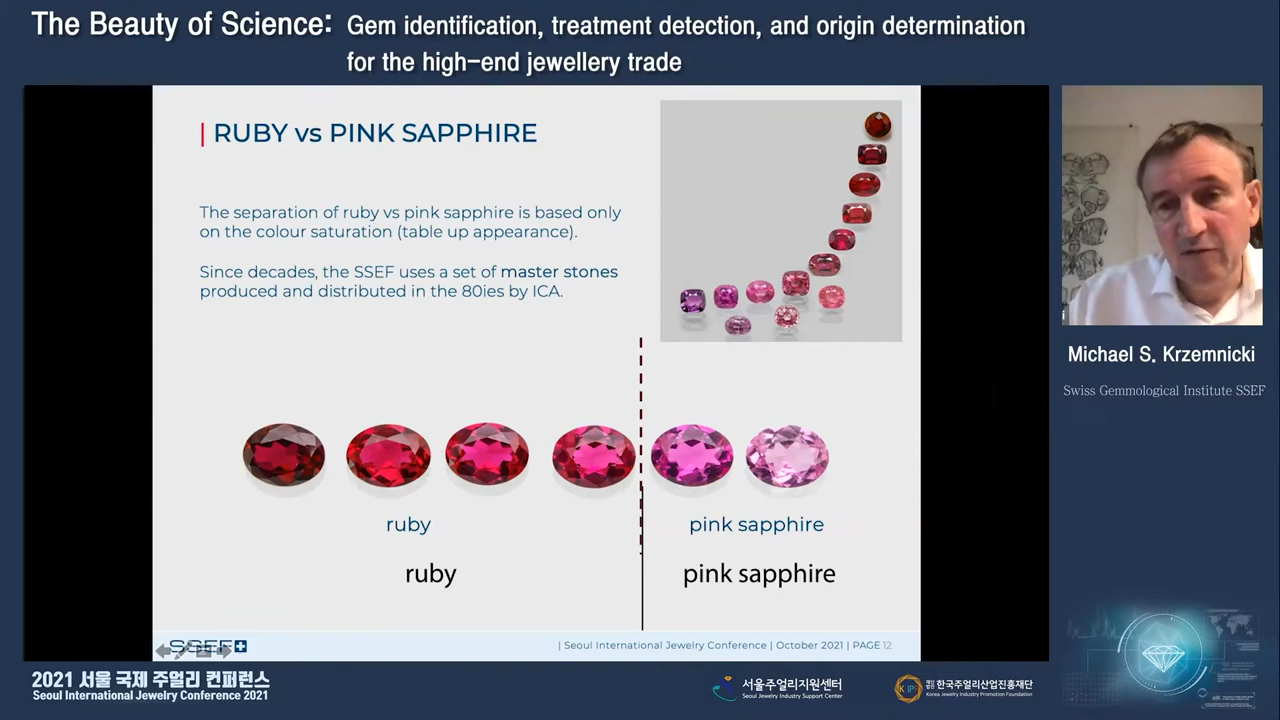 The Beauty of Science: Gem identification, treatment detection, and origin determination
for the high-end jewellery trade
| RUBY vs PINK SAPPHIRE
The separation of ruby vs pink sapphire is based only
on the colour saturation (table up appearance).
Since decades, the SSEF uses a set of master stones
produced and distributed in the 80ies by ICA.
ruby
pink sapphire
ruby
pink sapphire
SSEF
| Seoul International Jewelry Conference | October 2021 | PAGE 12
Michael S. Krzemnicki
Swiss Gemmological Institute SSEF
2021 서울 국제 주얼리 컨퍼런스
Seoul International Jewelry Conference 2021
서울주얼리지원센터
Seoul Jewelry Industry Support Center
재단법인 한국주얼리산업진흥재단
Korea Jewelry Industry Promotion Foundation